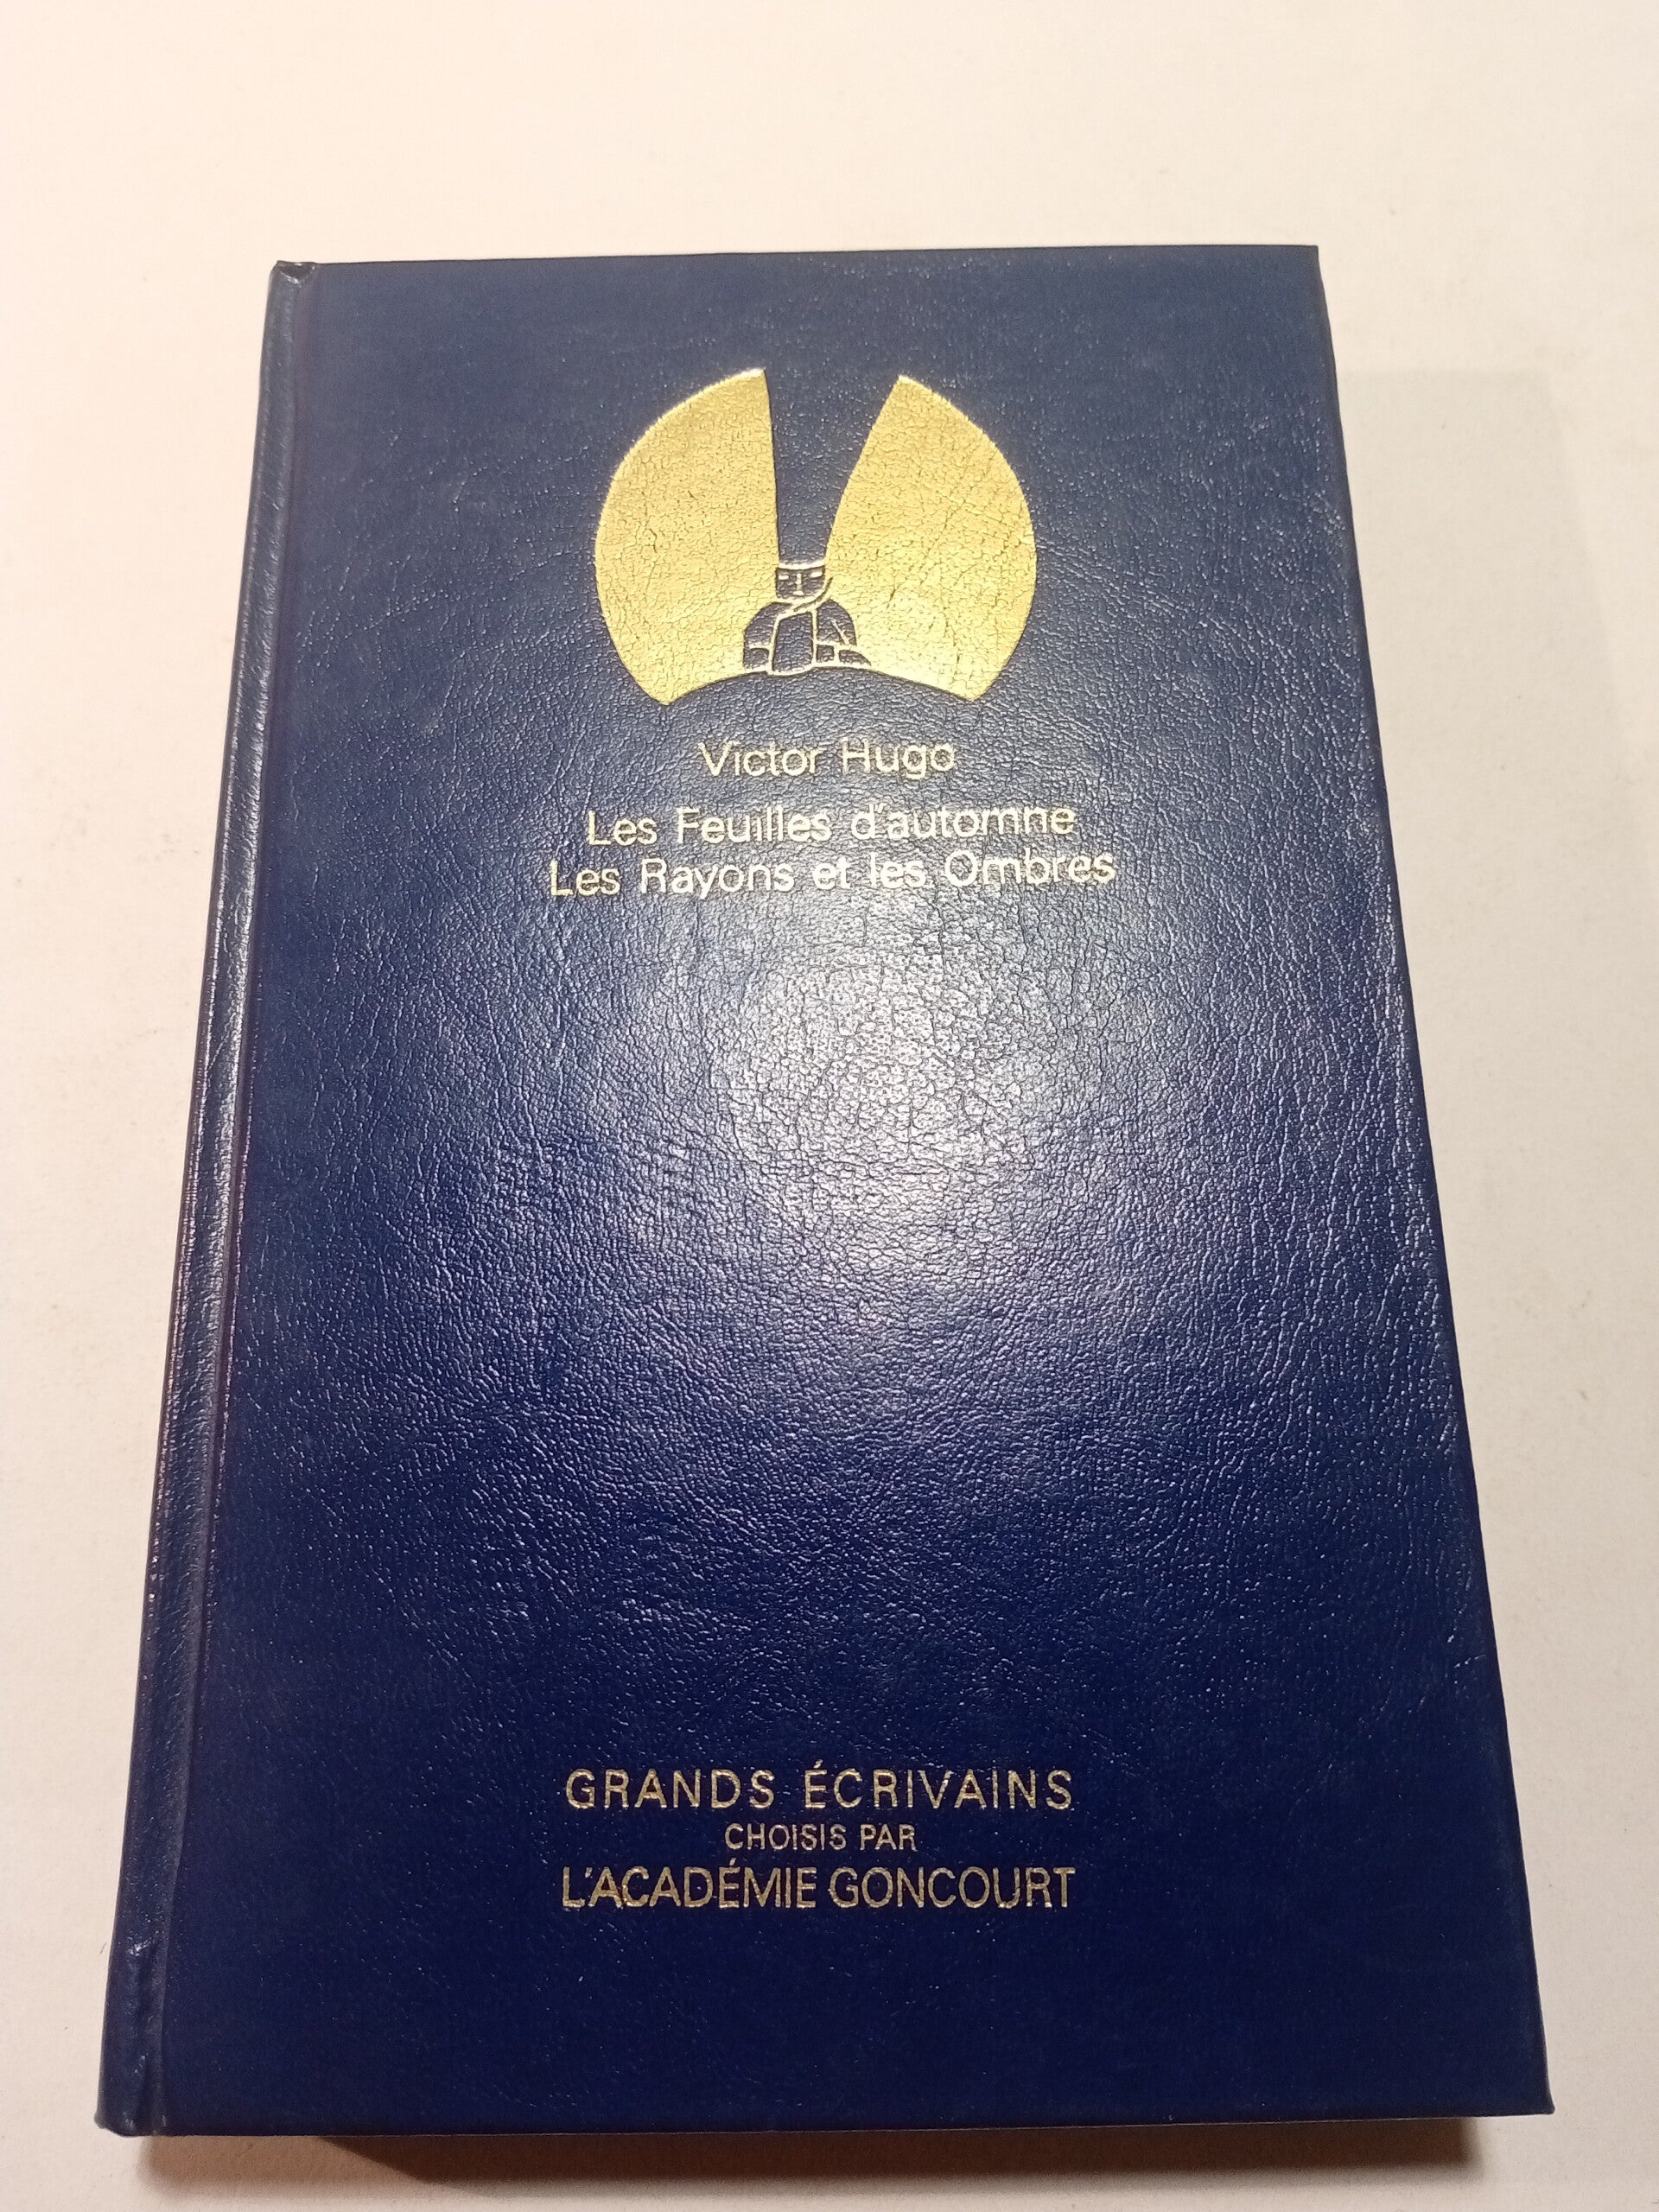 Victor Hugo
Les Feuilles d'automne
Les Rayons et les Ombres
GRANDS ÉCRIVAINS
CHOISIS PAR
L'ACADÉMIE GONCOURT